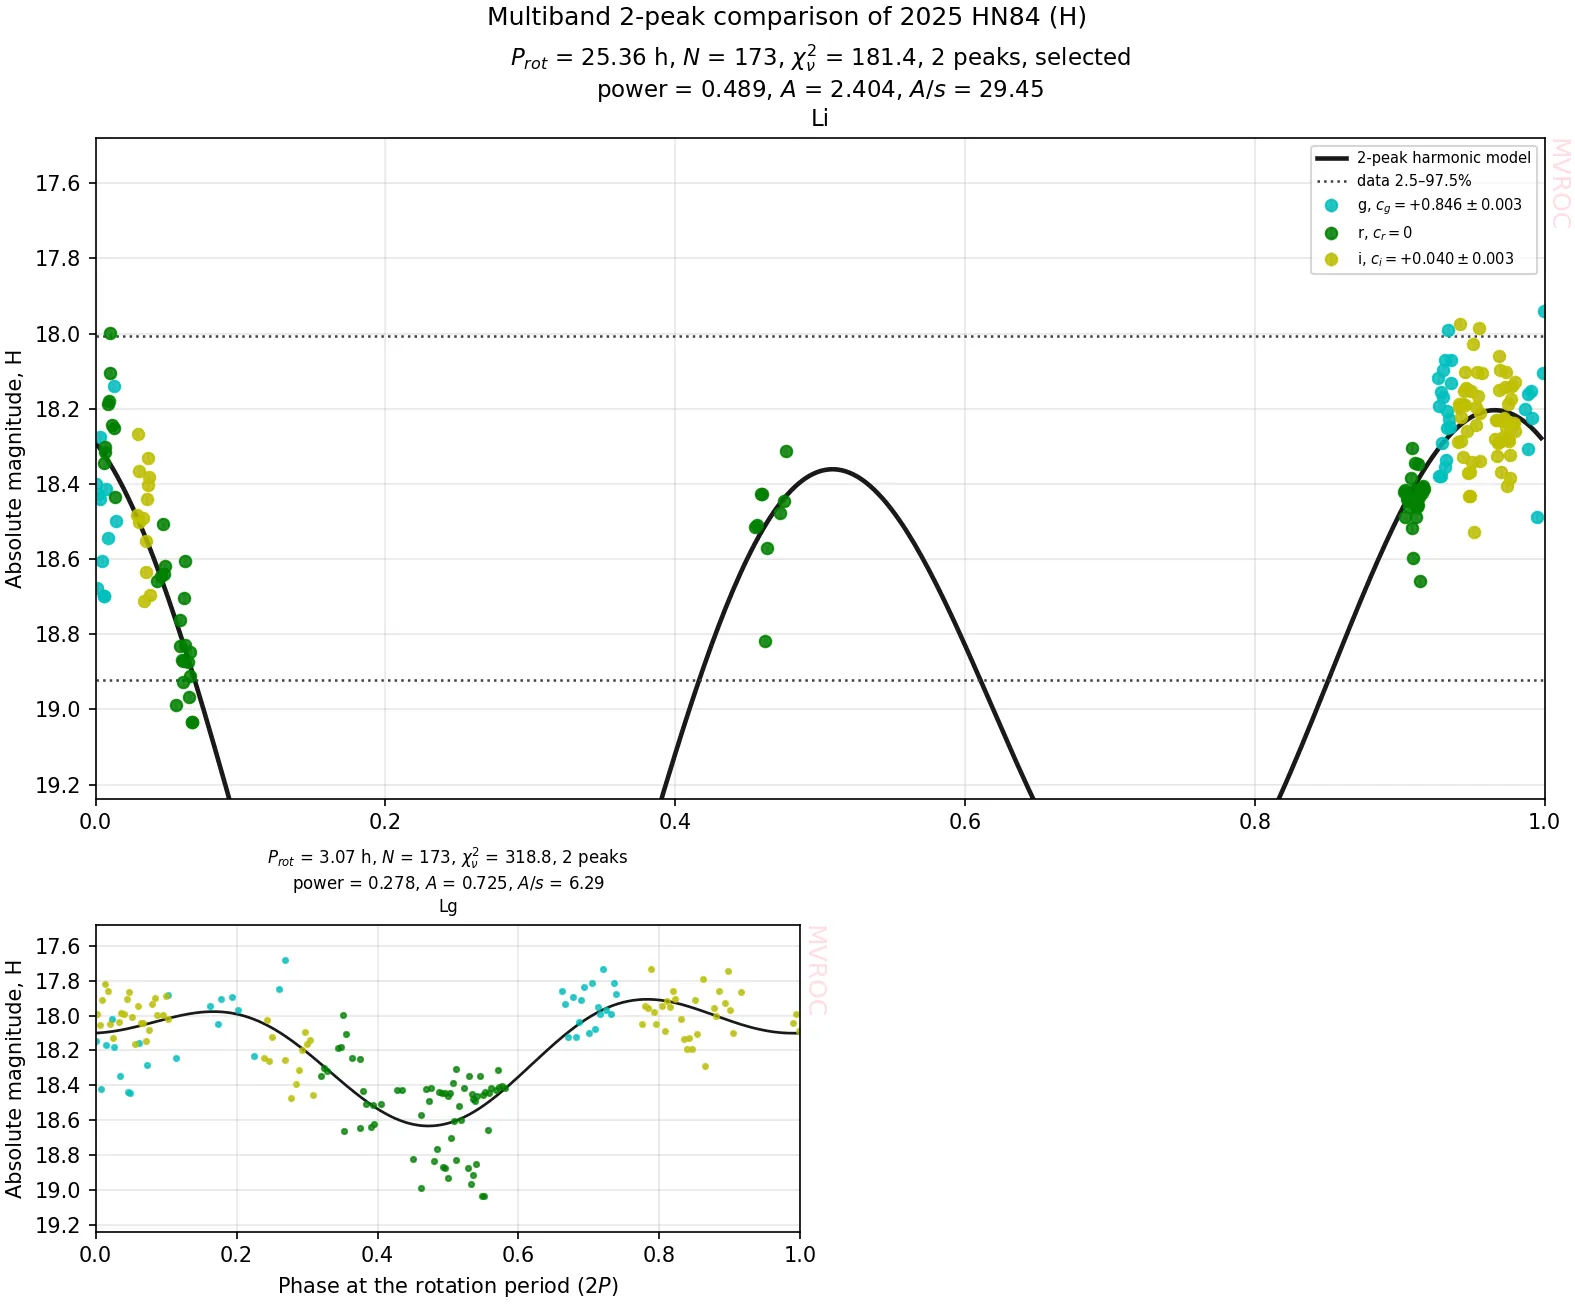 Multiband 2-peak comparison of 2025 HN84 (H)
P_rot = 25.36 h, N = 173, χ²_ν = 181.4, 2 peaks, selected
power = 0.489, A = 2.404, A/s = 29.45
Li
Absolute magnitude, H
17.6
17.8
18.0
18.2
18.4
18.6
18.8
19.0
19.2
0.0 0.2 0.4 0.6 0.8 1.0
2-peak harmonic model
data 2.5–97.5%
g, c_g = +0.846 ± 0.003
r, c_r = 0
i, c_i = +0.040 ± 0.003
MVROC
P_rot = 3.07 h, N = 173, χ²_ν = 318.8, 2 peaks
power = 0.278, A = 0.725, A/s = 6.29
Lg
Absolute magnitude, H
17.6
17.8
18.0
18.2
18.4
18.6
18.8
19.0
19.2
0.0 0.2 0.4 0.6 0.8 1.0
Phase at the rotation period (2P)
MVROC